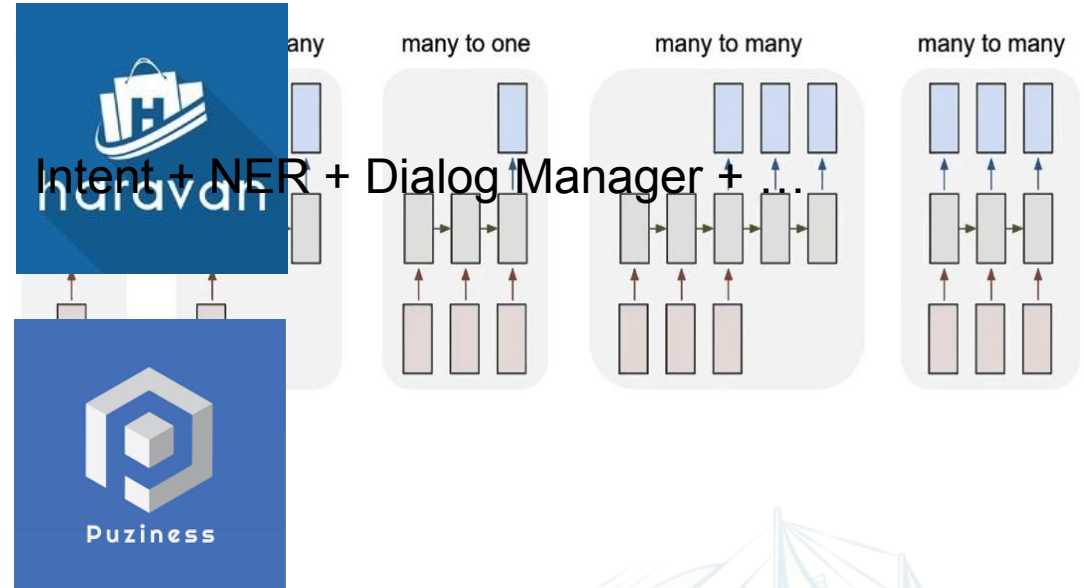 any
many to one
many to many
many to many
Intent + NER + Dialog Manager + ...
haravan
Puziness